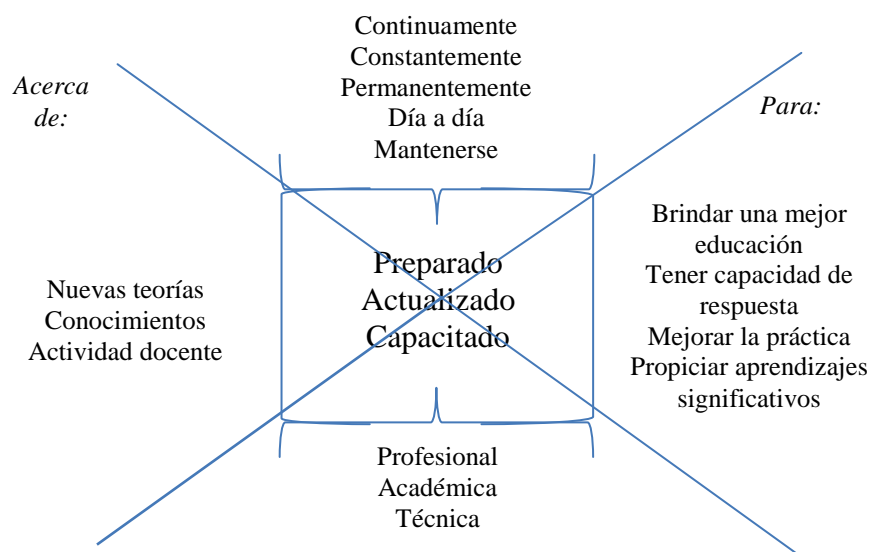 Continuamente
Constantemente
Permanentemente
Día a día
Mantenerse
Acerca
de:
Para:
Nuevas teorías
Conocimientos
Actividad docente
Preparado
Actualizado
Capacitado
Brindar una mejor
educación
Tener capacidad de
respuesta
Mejorar la práctica
Propiciar aprendizajes
significativos
Profesional
Académica
Técnica